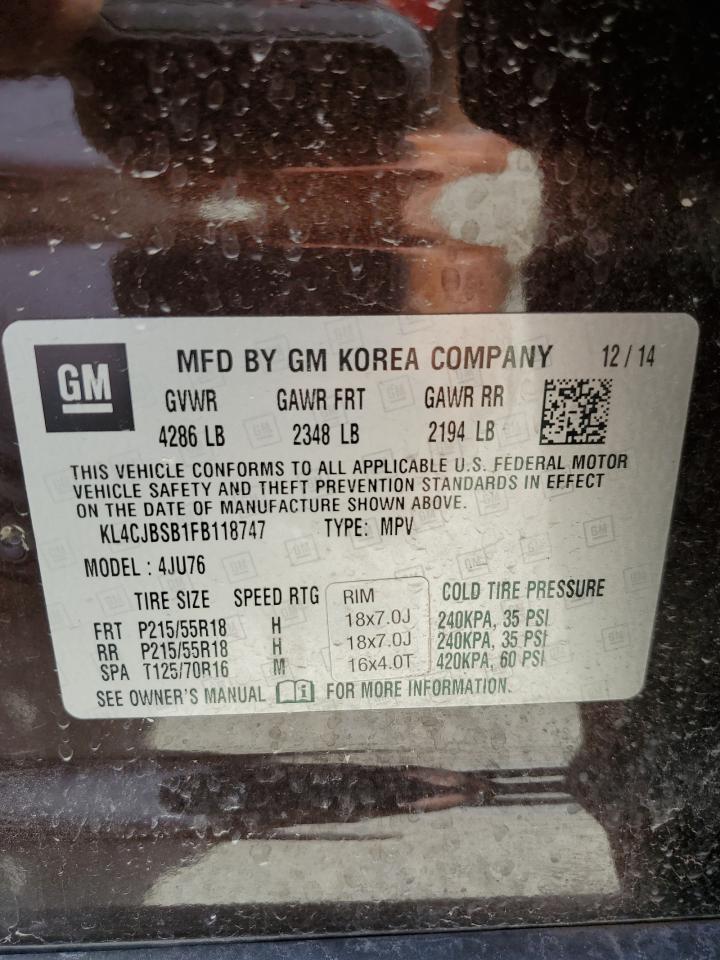 GM MFD BY GM KOREA COMPANY 12 / 14
GVWR GAWR FRT GAWR RR
4286 LB 2348 LB 2194 LB
THIS VEHICLE CONFORMS TO ALL APPLICABLE U.S. FEDERAL MOTOR
VEHICLE SAFETY AND THEFT PREVENTION STANDARDS IN EFFECT
ON THE DATE OF MANUFACTURE SHOWN ABOVE.
KL4CJBSB1FB118747 TYPE: MPV
MODEL : 4JU76
TIRE SIZE SPEED RTG RIM COLD TIRE PRESSURE
FRT P215/55R18 H 18x7.0J 240KPA, 35 PSI
RR P215/55R18 H 18x7.0J 240KPA, 35 PSI
SPA T125/70R16 M 16x4.0T 420KPA, 60 PSI
SEE OWNER'S MANUAL FOR MORE INFORMATION.